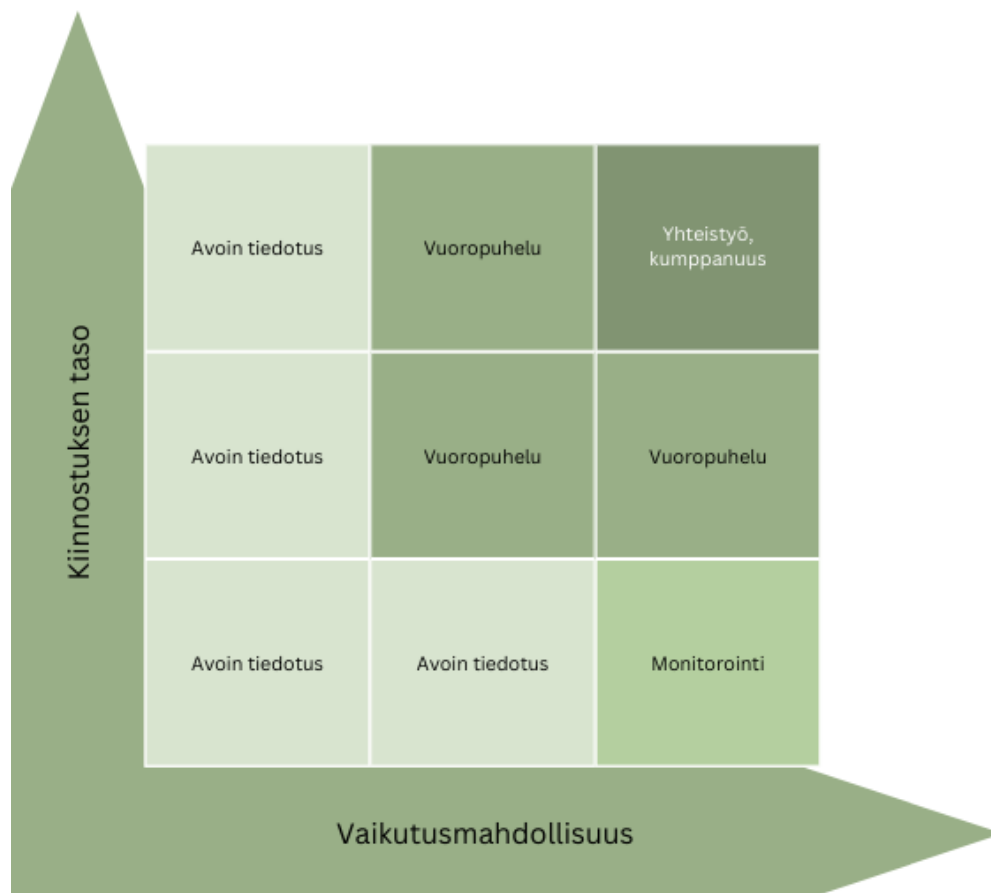 Kiinnostuksen taso
Avoin tiedotus
Vuoropuhelu
Yhteistyö,
kumppanuus
Avoin tiedotus
Vuoropuhelu
Vuoropuhelu
Avoin tiedotus
Avoin tiedotus
Monitorointi
Vaikutusmahdollisuus